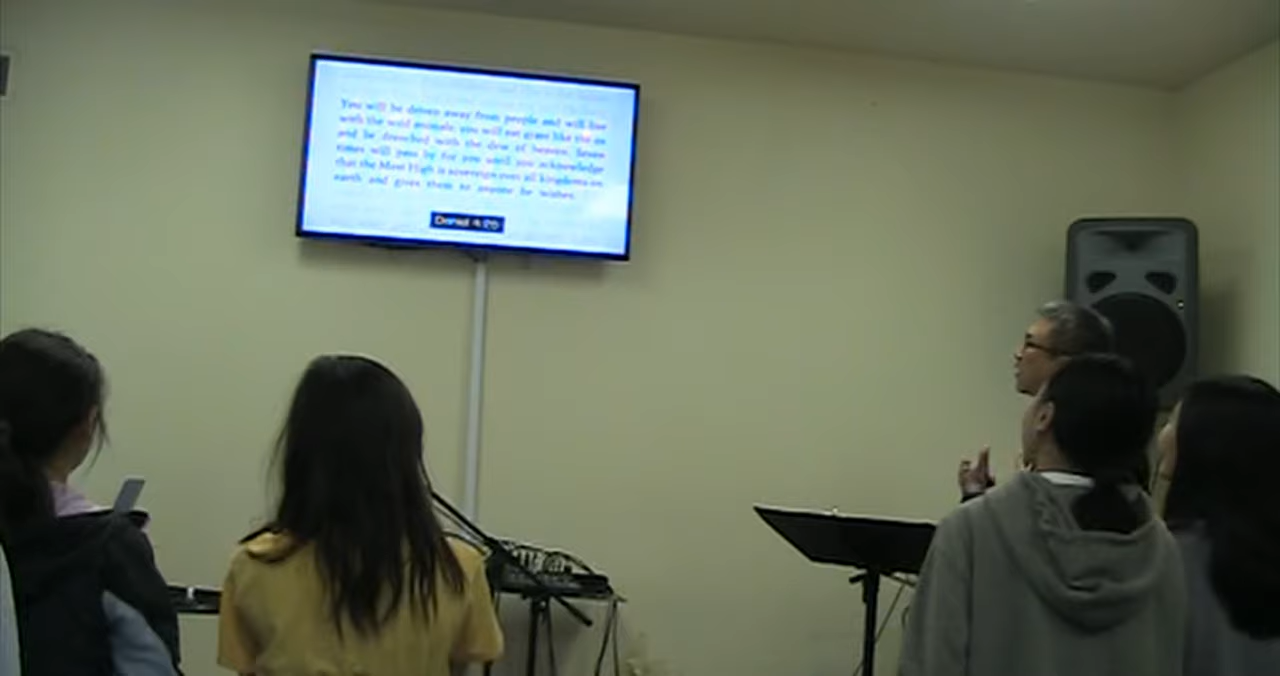 You will be driven away from people and will live
with the wild animals; you will eat grass like the ox
and be drenched with the dew of heaven. Seven
times will pass by for you until you acknowledge
that the Most High is sovereign over all kingdoms on
earth and gives them to anyone he wishes.
Daniel 4:25